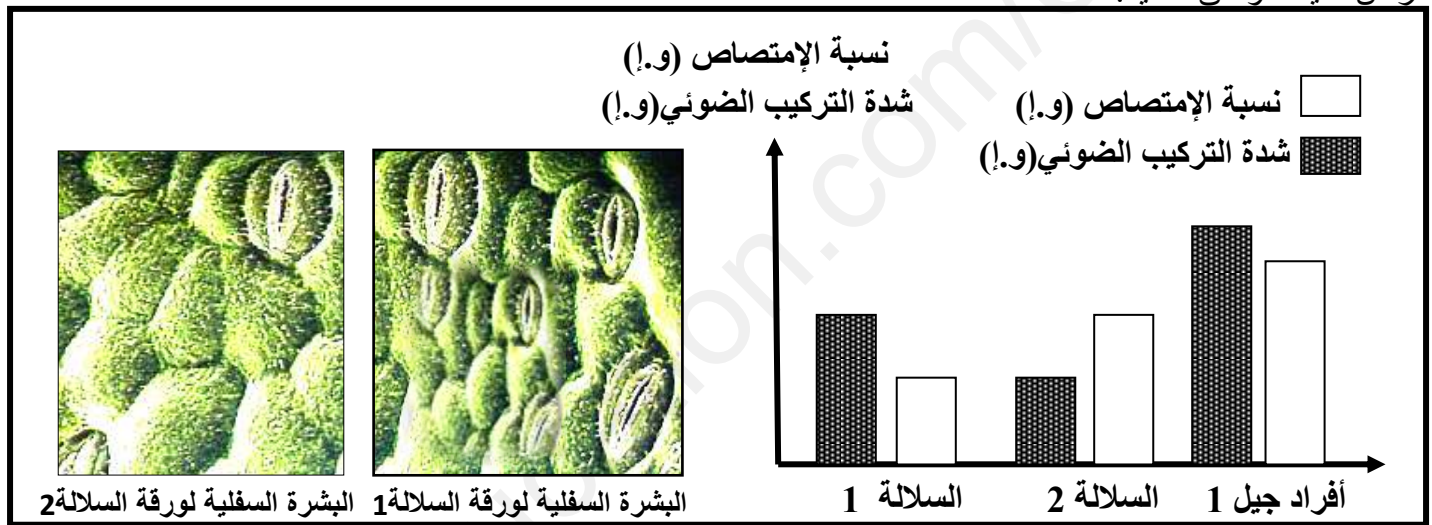 نسبة الإمتصاص (و.إ)
شدة التركيب الضوئي(و.إ)
نسبة الإمتصاص (و.إ)
شدة التركيب الضوئي(و.إ)
السلالة 1
السلالة 2
أفراد جيل 1
البشرة السفلية لورقة السلالة1
البشرة السفلية لورقة السلالة2